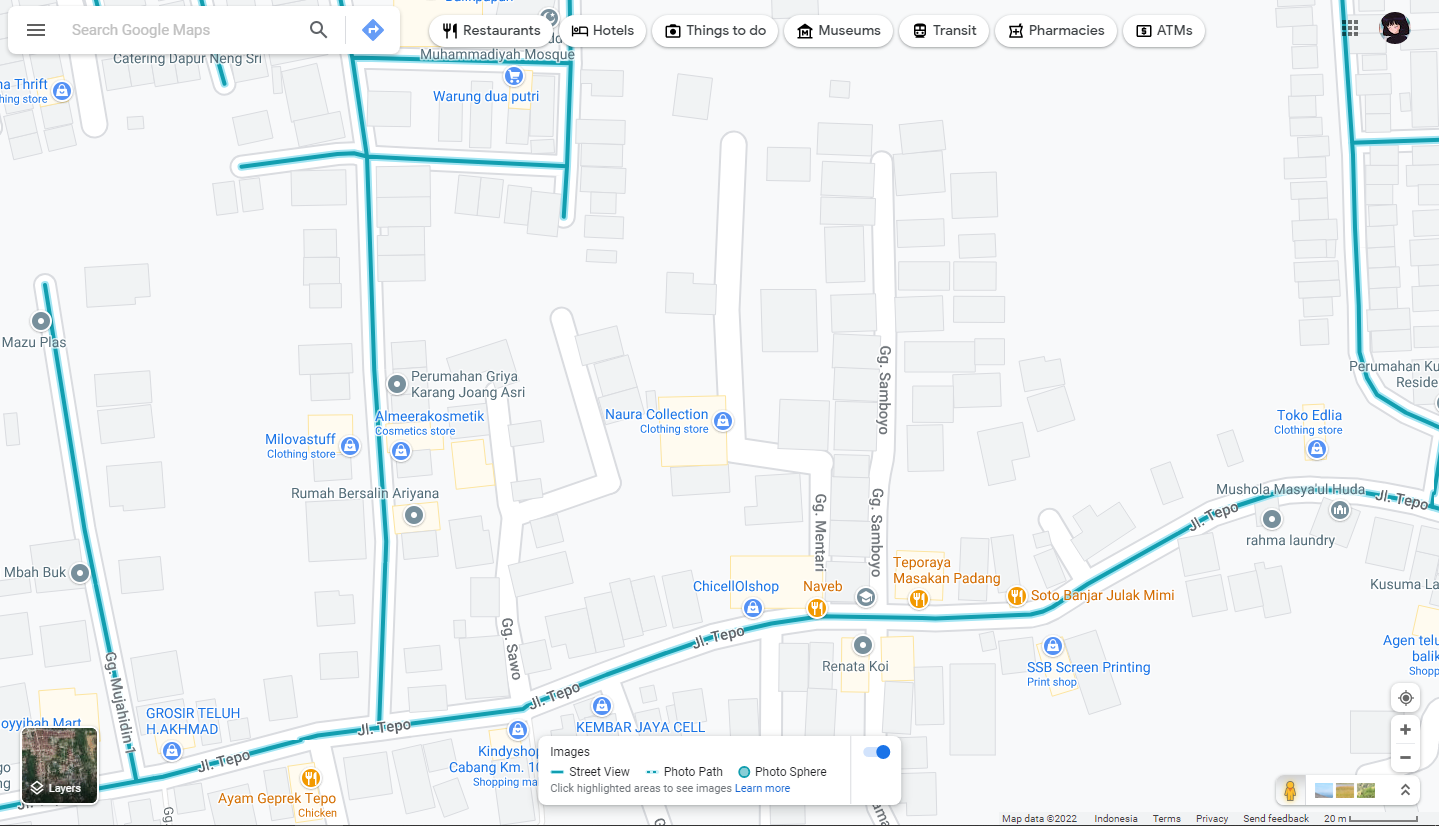 Search Google Maps
Restaurants
Hotels
Things to do
Museums
Transit
Pharmacies
ATMs
Muhammadiyah Mosque
Catering Dapur Neng Sri
na Thrift
hing store
Warung dua putri
Mazu Plas
Perumahan Griya
Karang Joang Asri
Almeerakosmetik
Cosmetics store
Milovastuff
Clothing store
Naura Collection
Clothing store
Gg. Samboyo
Perumahan Ku
Reside
Toko Edlia
Clothing store
Rumah Bersalin Ariyana
Gg. Mentari
Gg. Samboyo
Mushola Masya'ul Huda
Jl. Tepo
Jl. Tepo
rahma laundry
Mbah Buk
Teporaya
Masakan Padang
ChicellOlshop
Naveb
Soto Banjar Julak Mimi
Kusuma La
Gg. Sawo
Jl. Tepo
Renata Koi
SSB Screen Printing
Print shop
Agen telu
balik
Shopp
Gg. Mujahidin 1
Jl. Tepo
GROSIR TELUH
H.AKHMAD
oyyibah Mart
KEMBAR JAYA CELL
Jl. Tepo
Jl. Tepo
Kindyshop
Cabang Km. 10
Shopping ma
Ayam Geprek Tepo
Chicken
Layers
Images
Street View
Photo Path
Photo Sphere
Click highlighted areas to see images Learn more
Map data ©2022
Indonesia
Terms
Privacy
Send feedback
20 m